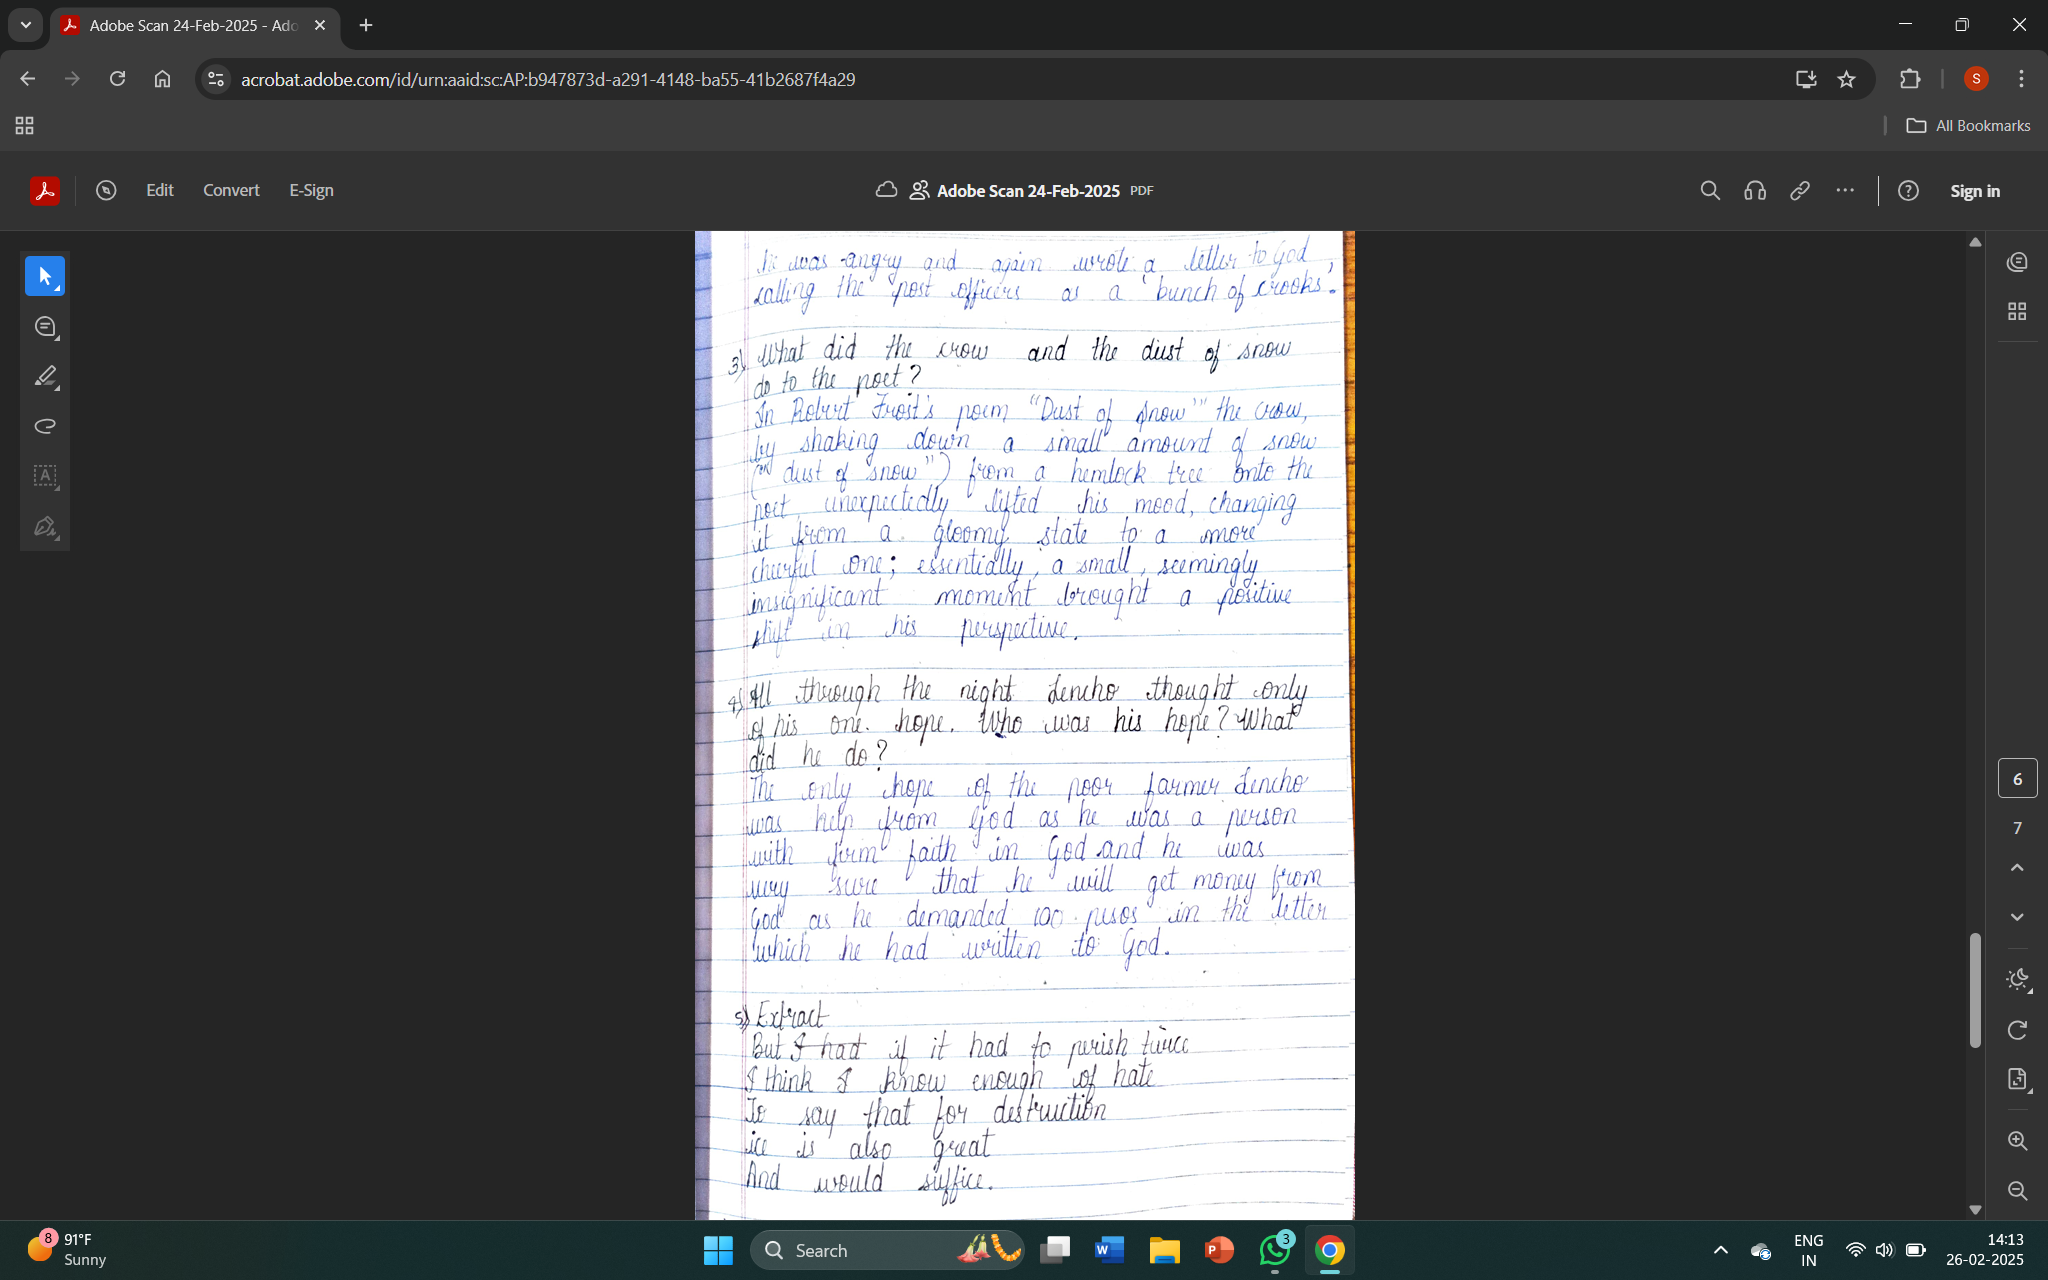 Adobe Scan 24-Feb-2025 - Ado
acrobat.adobe.com/id/urn:aaid:sc:AP:b947873d-a291-4148-ba55-41b2687f4a29
S
All Bookmarks
Edit Convert E-Sign
Adobe Scan 24-Feb-2025 PDF
Sign in
he was angry and again wrote a letter to God,
calling the post officers as a 'bunch of crooks'.
3) What did the crow and the dust of snow
do to the poet?
In Robert Frost's poem "Dust of Snow" the crow,
by shaking down a small amount of snow
dust of snow") from a hemlock tree onto the
poet unexpectedly lifted his mood, changing
it from a gloomy state to a more
cheerful one; essentially, a small, seemingly
insignificant moment brought a positive
shift in his perspective.
4) All through the night Lencho thought only
of his one hope. Who was his hope? What
did he do?
The only hope of the poor farmer Lencho
was help from God as he was a person
with firm faith in God and he was
very sure that he will get money from
God as he demanded 100 pesos in the letter
which he had written to God.
5) Extract
But I had if it had to perish twice
I think I know enough of hate
To say that for destruction
ice is also great
And would suffice.
6
7
8
91°F
Sunny
Search
3
ENG
IN
14:13
26-02-2025